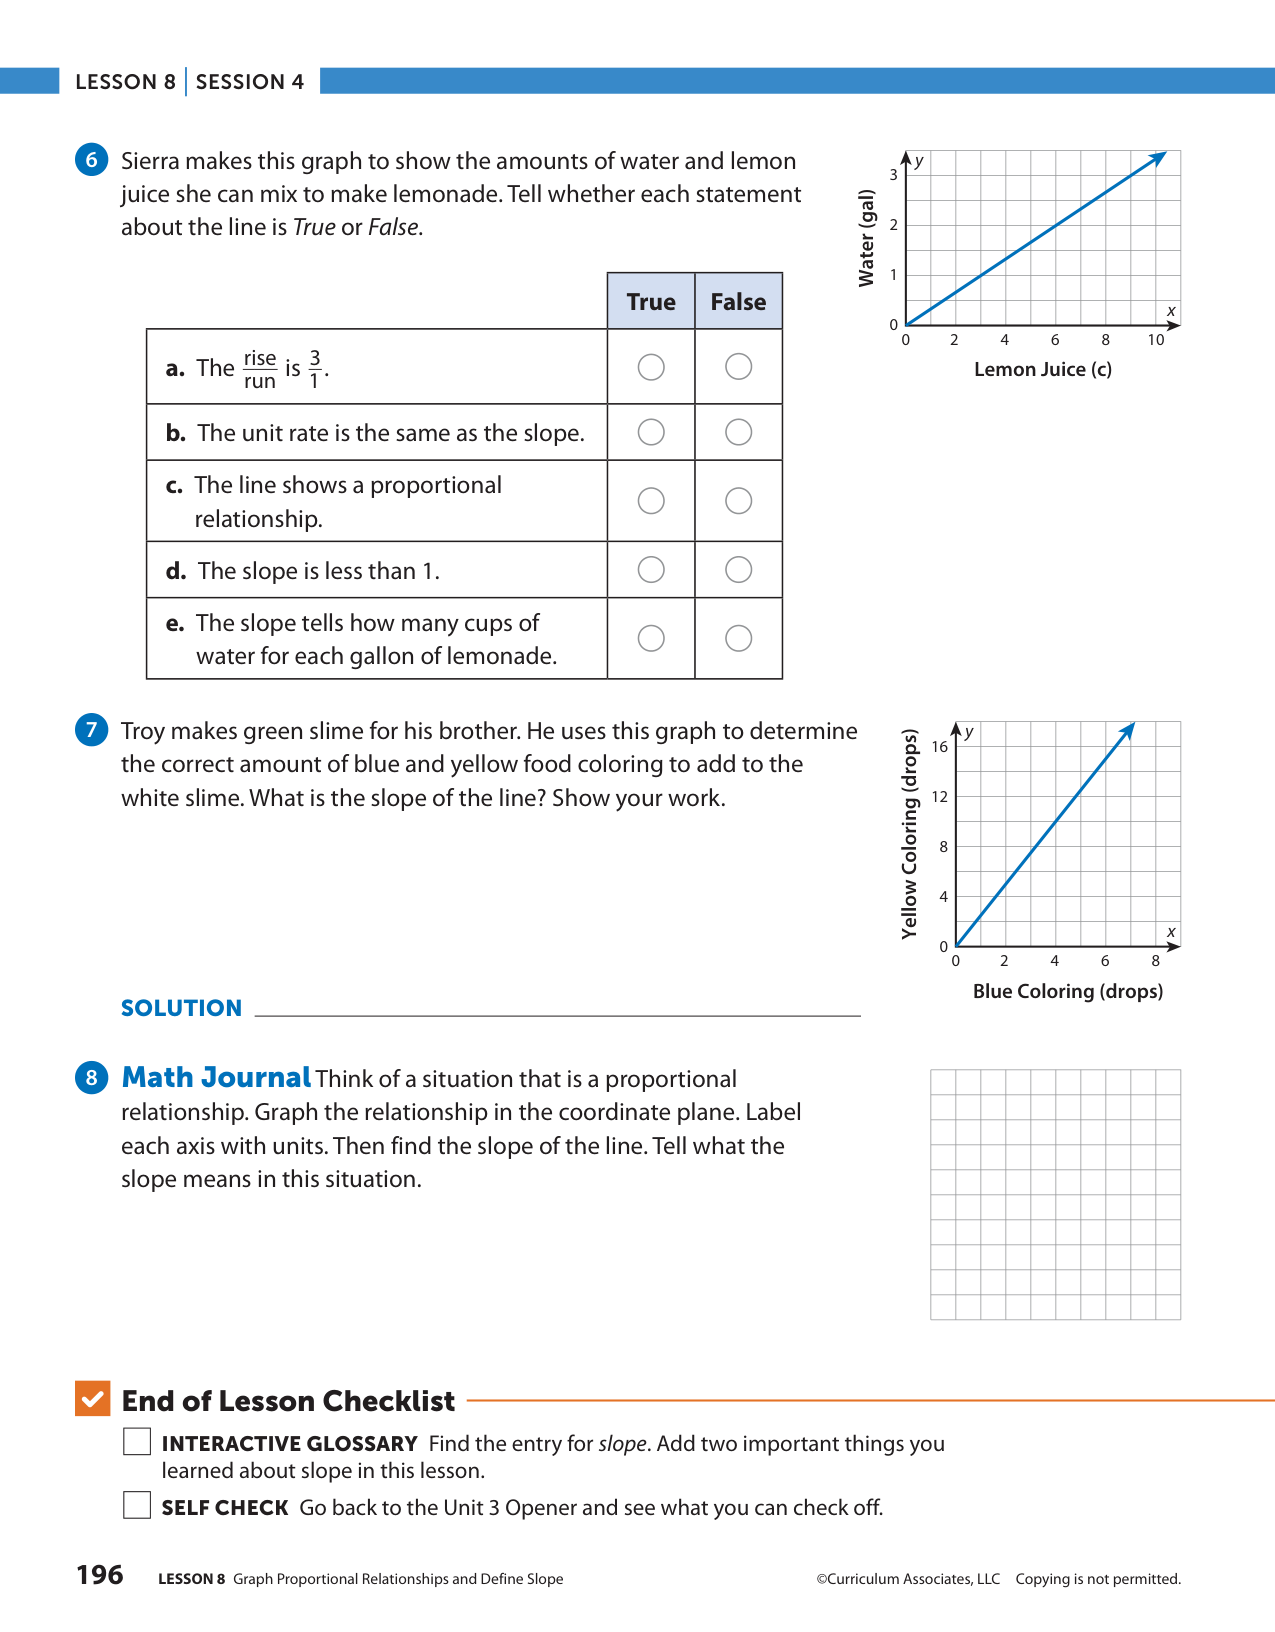 LESSON 8 | SESSION 4
6 Sierra makes this graph to show the amounts of water and lemon
juice she can mix to make lemonade. Tell whether each statement
about the line is True or False.
y
3
2
1
0
x
0 2 4 6 8 10
Water (gal)
Lemon Juice (c)
True False
a. The rise/run is 3/1.
b. The unit rate is the same as the slope.
c. The line shows a proportional
relationship.
d. The slope is less than 1.
e. The slope tells how many cups of
water for each gallon of lemonade.
7 Troy makes green slime for his brother. He uses this graph to determine
the correct amount of blue and yellow food coloring to add to the
white slime. What is the slope of the line? Show your work.
y
16
12
8
4
0
x
0 2 4 6 8
Yellow Coloring (drops)
Blue Coloring (drops)
SOLUTION
8 Math Journal Think of a situation that is a proportional
relationship. Graph the relationship in the coordinate plane. Label
each axis with units. Then find the slope of the line. Tell what the
slope means in this situation.
End of Lesson Checklist
INTERACTIVE GLOSSARY Find the entry for slope. Add two important things you
learned about slope in this lesson.
SELF CHECK Go back to the Unit 3 Opener and see what you can check off.
196 LESSON 8 Graph Proportional Relationships and Define Slope ©Curriculum Associates, LLC Copying is not permitted.